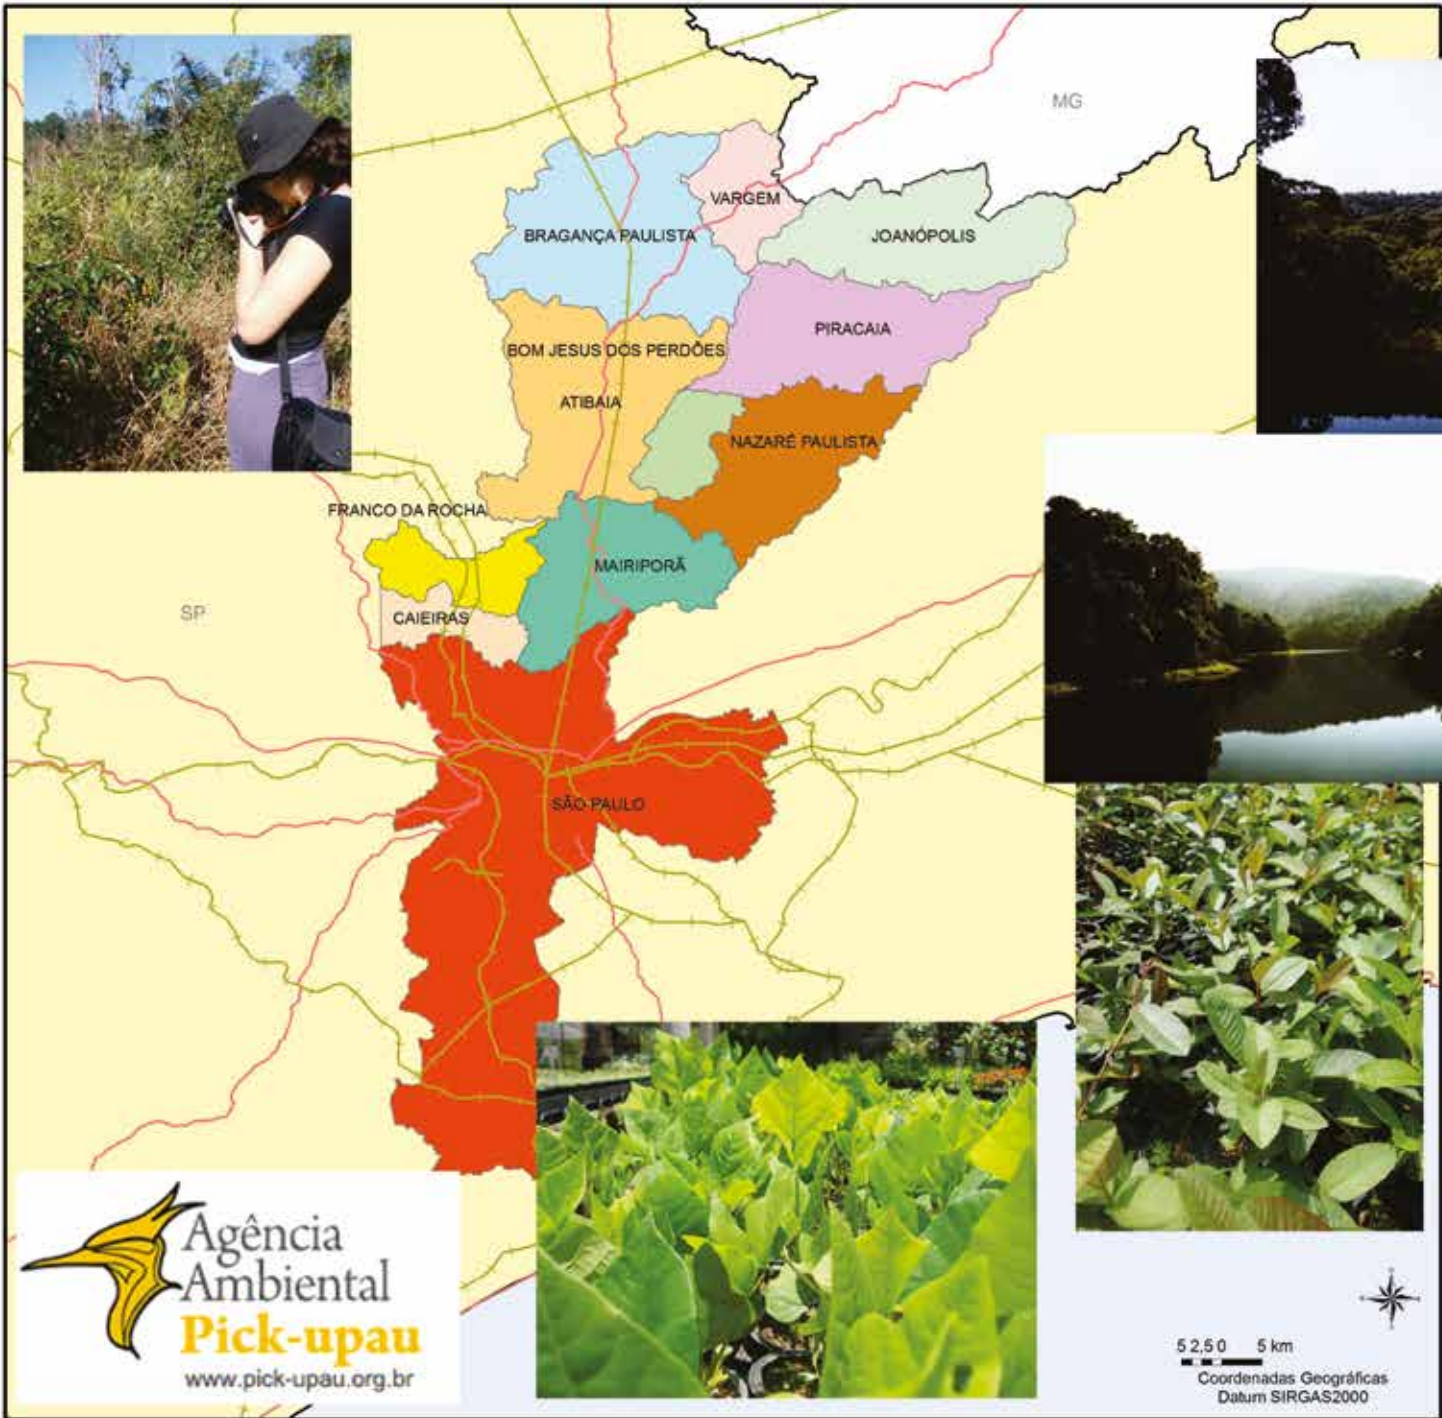 MG
VARGEM
BRAGANÇA PAULISTA
JOANÓPOLIS
PIRACAIA
BOM JESUS DOS PERDÕES
ATIBAIA
NAZARÉ PAULISTA
FRANCO DA ROCHA
MAIRIPORÃ
SP
CAIEIRAS
SÃO PAULO
Agência
Ambiental
Pick-upau
www.pick-upau.org.br
5 2,5 0 5 km
Coordenadas Geográficas
Datum SIRGAS2000